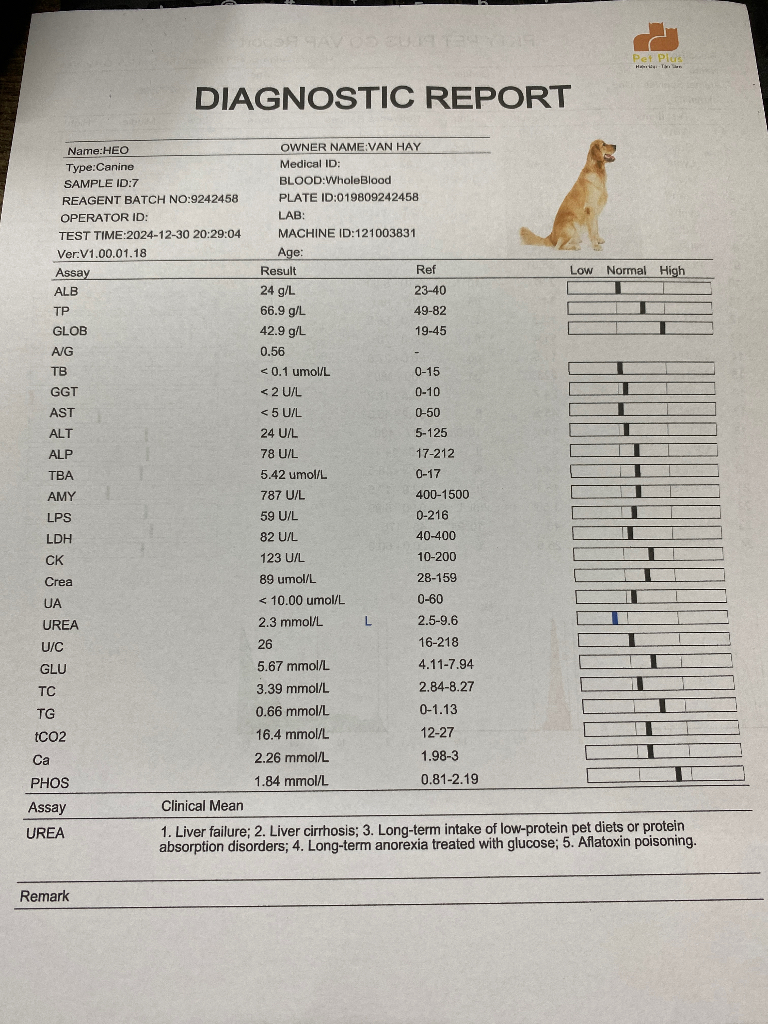 Pet Plus
DIAGNOSTIC REPORT
Name:HEO OWNER NAME:VAN HAY
Type:Canine Medical ID:
SAMPLE ID:7 BLOOD:WholeBlood
REAGENT BATCH NO:9242458 PLATE ID:019809242458
OPERATOR ID: LAB:
TEST TIME:2024-12-30 20:29:04 MACHINE ID:121003831
Ver:V1.00.01.18 Age:
Assay Result Ref Low Normal High
ALB 24 g/L 23-40
TP 66.9 g/L 49-82
GLOB 42.9 g/L 19-45
A/G 0.56 -
TB < 0.1 umol/L 0-15
GGT < 2 U/L 0-10
AST < 5 U/L 0-50
ALT 24 U/L 5-125
ALP 78 U/L 17-212
TBA 5.42 umol/L 0-17
AMY 787 U/L 400-1500
LPS 59 U/L 0-216
LDH 82 U/L 40-400
CK 123 U/L 10-200
Crea 89 umol/L 28-159
UA < 10.00 umol/L 0-60
UREA 2.3 mmol/L L 2.5-9.6
U/C 26 16-218
GLU 5.67 mmol/L 4.11-7.94
TC 3.39 mmol/L 2.84-8.27
TG 0.66 mmol/L 0-1.13
tCO2 16.4 mmol/L 12-27
Ca 2.26 mmol/L 1.98-3
PHOS 1.84 mmol/L 0.81-2.19
Assay Clinical Mean
UREA 1. Liver failure; 2. Liver cirrhosis; 3. Long-term intake of low-protein pet diets or protein
absorption disorders; 4. Long-term anorexia treated with glucose; 5. Aflatoxin poisoning.
Remark